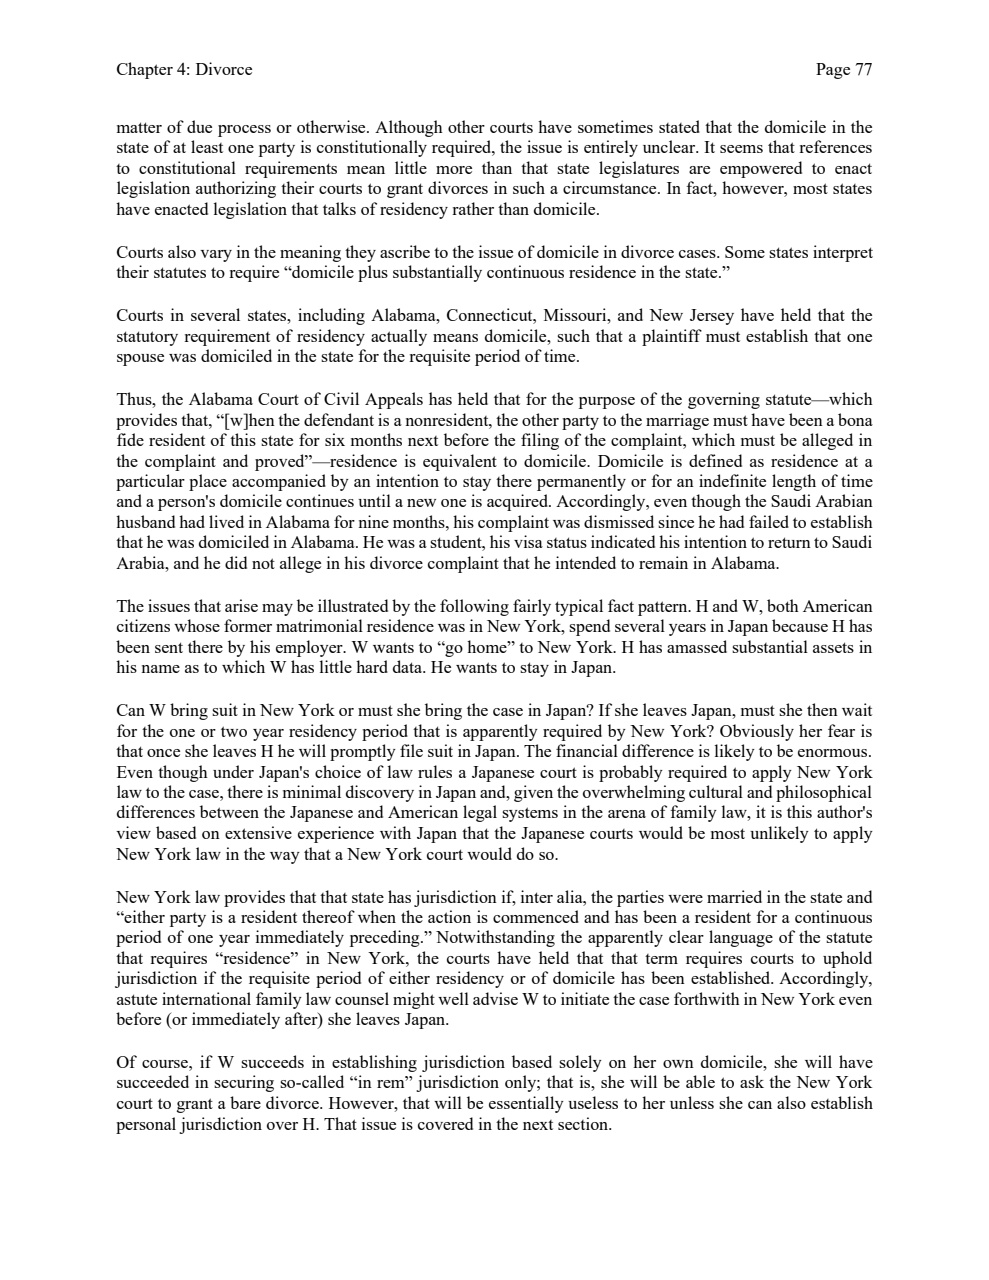 Chapter 4: Divorce
Page 77
matter of due process or otherwise. Although other courts have sometimes stated that the domicile in the
state of at least one party is constitutionally required, the issue is entirely unclear. It seems that references
to constitutional requirements mean little more than that state legislatures are empowered to enact
legislation authorizing their courts to grant divorces in such a circumstance. In fact, however, most states
have enacted legislation that talks of residency rather than domicile.
Courts also vary in the meaning they ascribe to the issue of domicile in divorce cases. Some states interpret
their statutes to require “domicile plus substantially continuous residence in the state.”
Courts in several states, including Alabama, Connecticut, Missouri, and New Jersey have held that the
statutory requirement of residency actually means domicile, such that a plaintiff must establish that one
spouse was domiciled in the state for the requisite period of time.
Thus, the Alabama Court of Civil Appeals has held that for the purpose of the governing statute—which
provides that, “[w]hen the defendant is a nonresident, the other party to the marriage must have been a bona
fide resident of this state for six months next before the filing of the complaint, which must be alleged in
the complaint and proved”—residence is equivalent to domicile. Domicile is defined as residence at a
particular place accompanied by an intention to stay there permanently or for an indefinite length of time
and a person's domicile continues until a new one is acquired. Accordingly, even though the Saudi Arabian
husband had lived in Alabama for nine months, his complaint was dismissed since he had failed to establish
that he was domiciled in Alabama. He was a student, his visa status indicated his intention to return to Saudi
Arabia, and he did not allege in his divorce complaint that he intended to remain in Alabama.
The issues that arise may be illustrated by the following fairly typical fact pattern. H and W, both American
citizens whose former matrimonial residence was in New York, spend several years in Japan because H has
been sent there by his employer. W wants to “go home” to New York. H has amassed substantial assets in
his name as to which W has little hard data. He wants to stay in Japan.
Can W bring suit in New York or must she bring the case in Japan? If she leaves Japan, must she then wait
for the one or two year residency period that is apparently required by New York? Obviously her fear is
that once she leaves H he will promptly file suit in Japan. The financial difference is likely to be enormous.
Even though under Japan's choice of law rules a Japanese court is probably required to apply New York
law to the case, there is minimal discovery in Japan and, given the overwhelming cultural and philosophical
differences between the Japanese and American legal systems in the arena of family law, it is this author's
view based on extensive experience with Japan that the Japanese courts would be most unlikely to apply
New York law in the way that a New York court would do so.
New York law provides that that state has jurisdiction if, inter alia, the parties were married in the state and
“either party is a resident thereof when the action is commenced and has been a resident for a continuous
period of one year immediately preceding.” Notwithstanding the apparently clear language of the statute
that requires “residence” in New York, the courts have held that that term requires courts to uphold
jurisdiction if the requisite period of either residency or of domicile has been established. Accordingly,
astute international family law counsel might well advise W to initiate the case forthwith in New York even
before (or immediately after) she leaves Japan.
Of course, if W succeeds in establishing jurisdiction based solely on her own domicile, she will have
succeeded in securing so-called “in rem” jurisdiction only; that is, she will be able to ask the New York
court to grant a bare divorce. However, that will be essentially useless to her unless she can also establish
personal jurisdiction over H. That issue is covered in the next section.